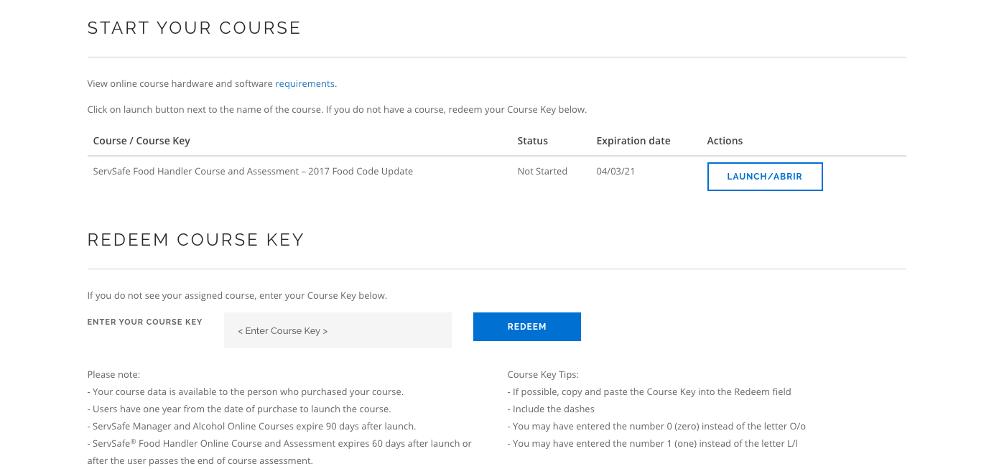 START YOUR COURSE
View online course hardware and software requirements.
Click on launch button next to the name of the course. If you do not have a course, redeem your Course Key below.
Course / Course Key Status Expiration date Actions
ServSafe Food Handler Course and Assessment – 2017 Food Code Update Not Started 04/03/21 LAUNCH/ABRIR
REDEEM COURSE KEY
If you do not see your assigned course, enter your Course Key below.
ENTER YOUR COURSE KEY < Enter Course Key > REDEEM
Please note:
- Your course data is available to the person who purchased your course.
- Users have one year from the date of purchase to launch the course.
- ServSafe Manager and Alcohol Online Courses expire 90 days after launch.
- ServSafe® Food Handler Online Course and Assessment expires 60 days after launch or
after the user passes the end of course assessment.
Course Key Tips:
- If possible, copy and paste the Course Key into the Redeem field
- Include the dashes
- You may have entered the number 0 (zero) instead of the letter O/o
- You may have entered the number 1 (one) instead of the letter L/l